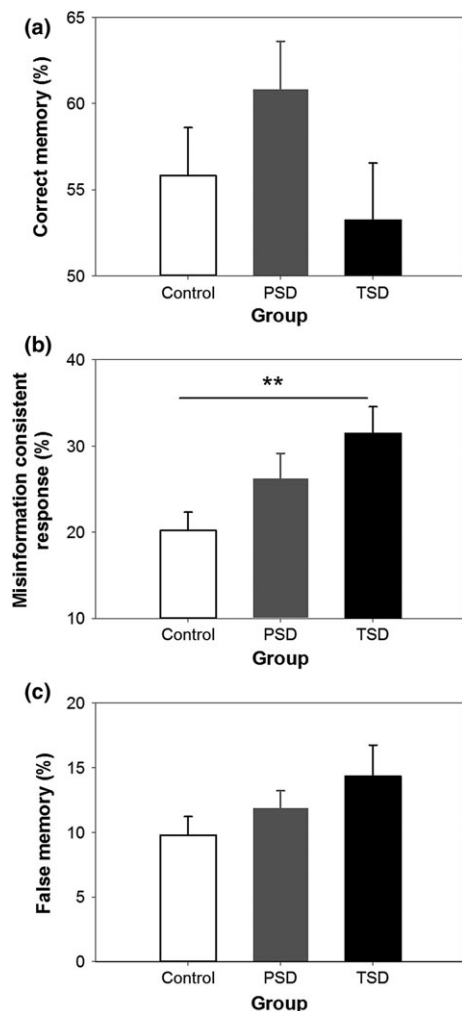 (a)
65
60
55
50
Correct memory (%)
Control PSD TSD
Group
(b)
40
30
20
10
Misinformation consistent
response (%)
**
Control PSD TSD
Group
(c)
20
15
10
5
0
False memory (%)
Control PSD TSD
Group